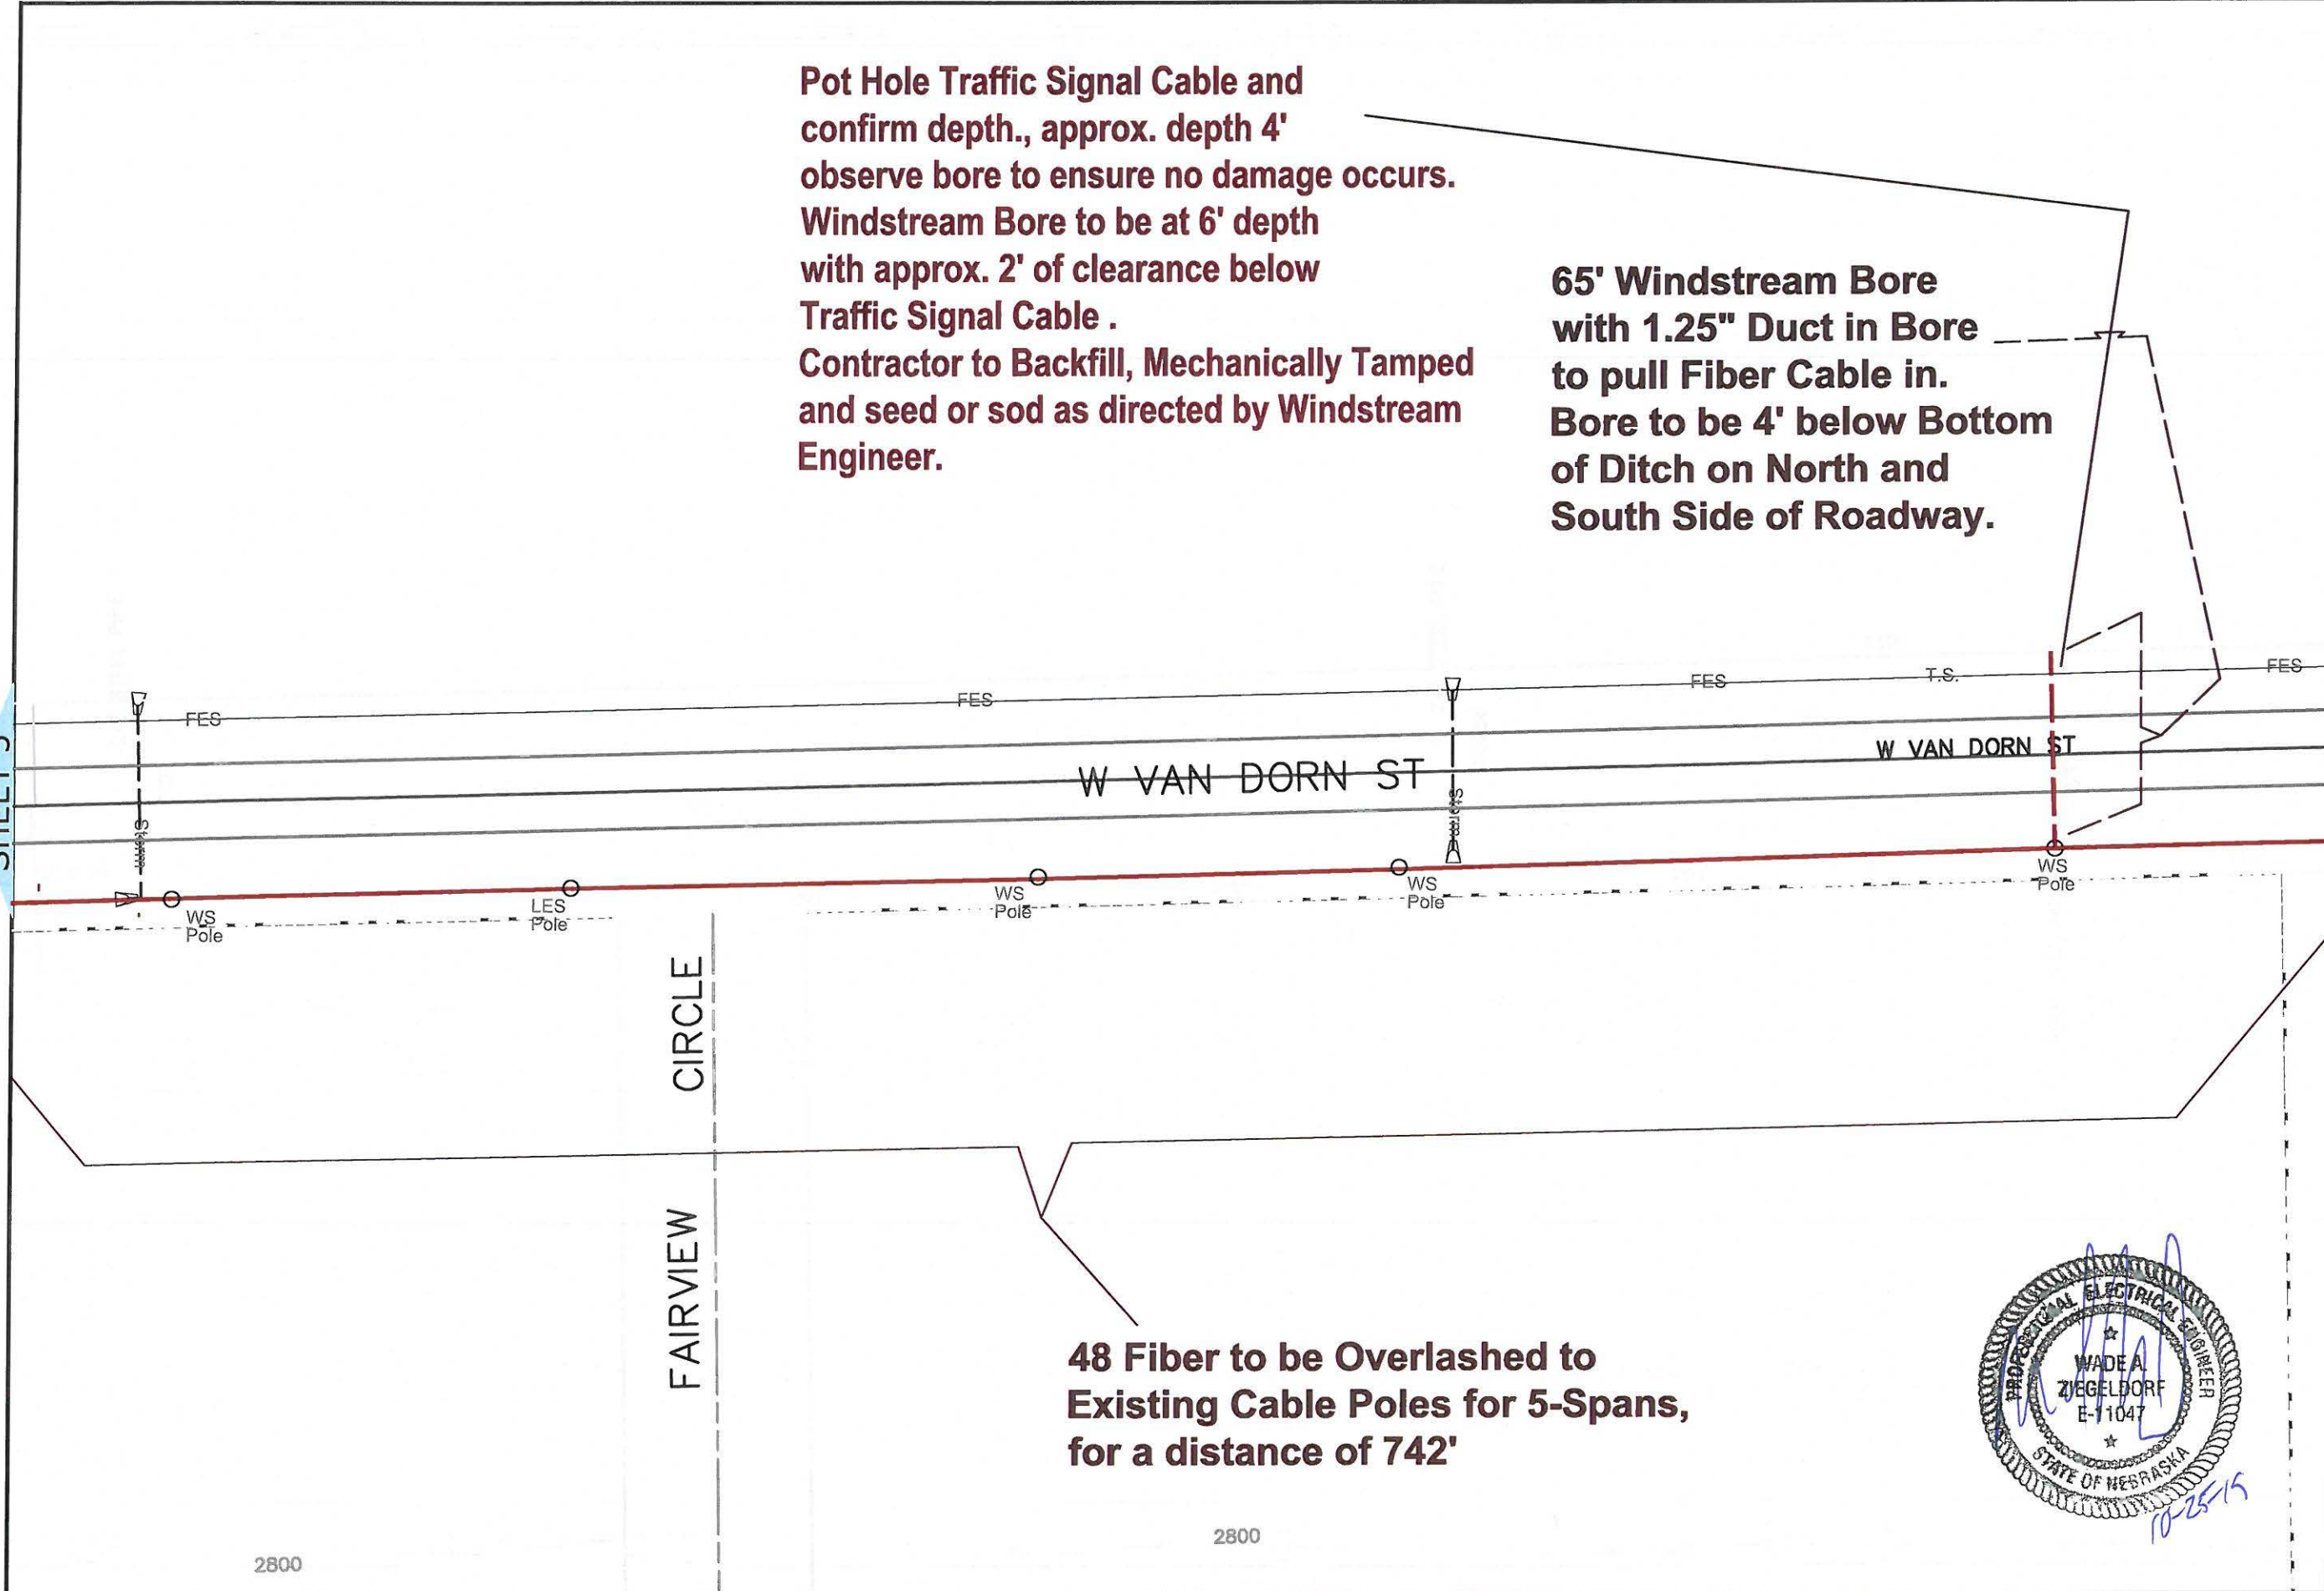 Pot Hole Traffic Signal Cable and
confirm depth., approx. depth 4'
observe bore to ensure no damage occurs.
Windstream Bore to be at 6' depth
with approx. 2' of clearance below
Traffic Signal Cable .
Contractor to Backfill, Mechanically Tamped
and seed or sod as directed by Windstream
Engineer.
65' Windstream Bore
with 1.25" Duct in Bore
to pull Fiber Cable in.
Bore to be 4' below Bottom
of Ditch on North and
South Side of Roadway.
FES
FES
FES
T.S.
FES
W VAN DORN ST
W VAN DORN ST
Storm
Storm
WS
Pole
LES
Pole
WS
Pole
WS
Pole
WS
Pole
FAIRVIEW CIRCLE
48 Fiber to be Overlashed to
Existing Cable Poles for 5-Spans,
for a distance of 742'
PROFESSIONAL ELECTRICAL ENGINEER
WADE A.
ZIEGELDORF
E-11047
STATE OF NEBRASKA
2800
2800